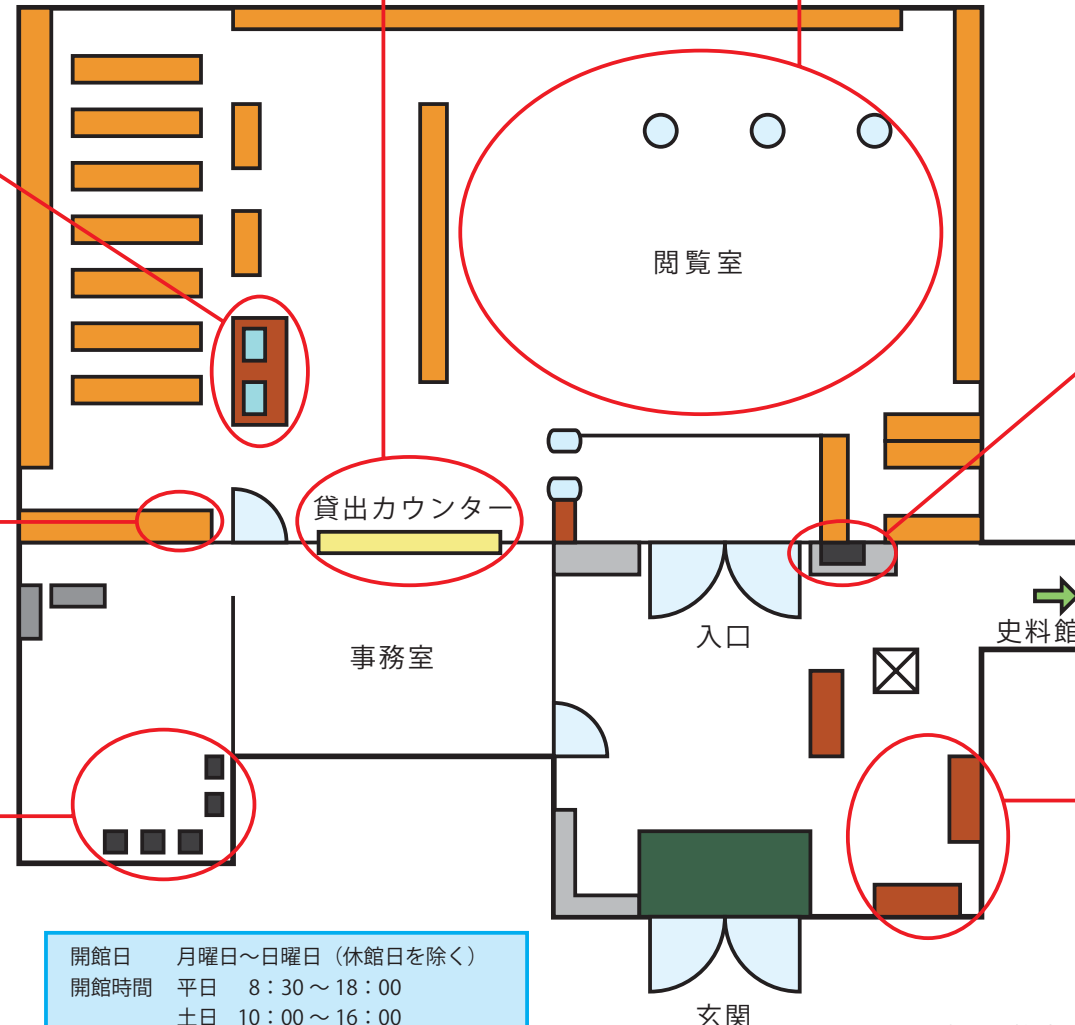 閲覧室
貸出カウンター
入口
史料館
事務室
開館日　月曜日～日曜日（休館日を除く）
開館時間　平日　8：30～18：00
土日　10：00～16：00
玄関